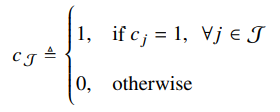 1, if c_j = 1, ∀j ∈ 𝒥
c_𝒥 ≜ {
0, otherwise